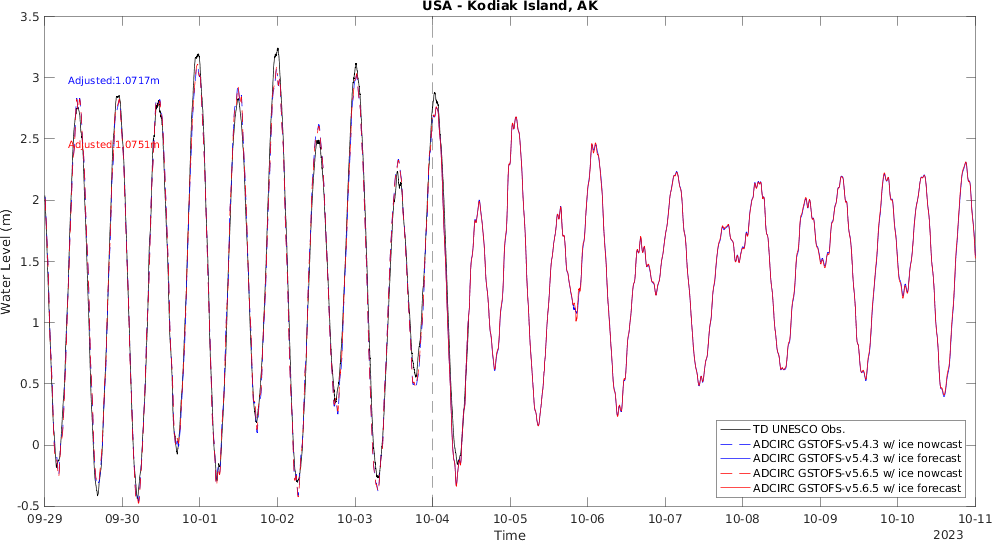 USA - Kodiak Island, AK
3.5
3
2.5
2
1.5
1
0.5
0
-0.5
Water Level (m)
Adjusted:1.0717m
Adjusted:1.0751m
TD UNESCO Obs.
ADCIRC GSTOFS-v5.4.3 w/ ice nowcast
ADCIRC GSTOFS-v5.4.3 w/ ice forecast
ADCIRC GSTOFS-v5.6.5 w/ ice nowcast
ADCIRC GSTOFS-v5.6.5 w/ ice forecast
09-29 09-30 10-01 10-02 10-03 10-04 10-05 10-06 10-07 10-08 10-09 10-10 10-11
Time
2023